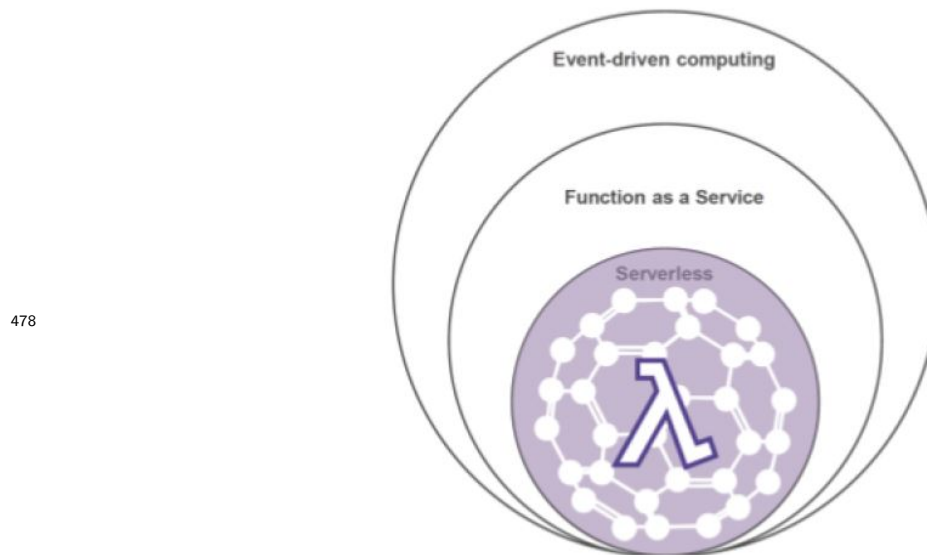 Event-driven computing
Function as a Service
Serverless
λ
478